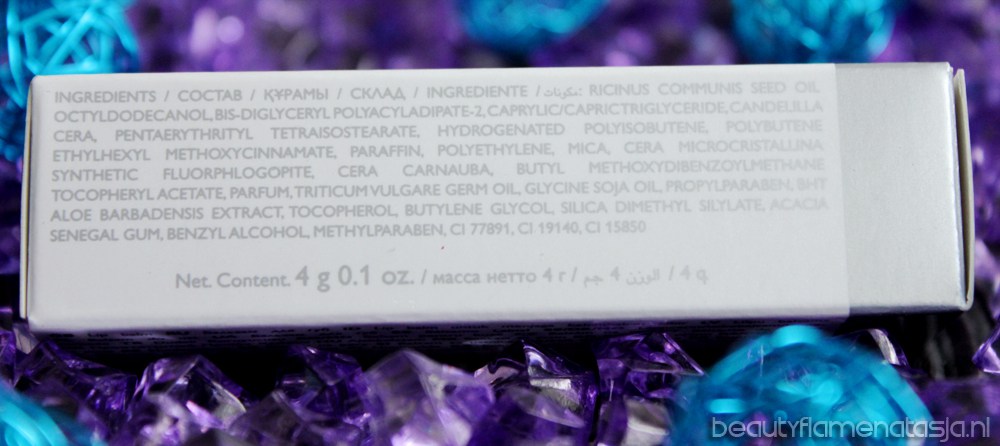 INGREDIENTS / СОСТАВ / ҚҰРАМЫ / СКЛАД / INGREDIENTE / مكونات: RICINUS COMMUNIS SEED OIL
OCTYLDODECANOL, BIS-DIGLYCERYL POLYACYLADIPATE-2, CAPRYLIC/CAPRIC TRIGLYCERIDE, CANDELILLA
CERA, PENTAERYTHRITYL TETRAISOSTEARATE, HYDROGENATED POLYISOBUTENE, POLYBUTENE
ETHYLHEXYL METHOXYCINNAMATE, PARAFFIN, POLYETHYLENE, MICA, CERA MICROCRISTALLINA
SYNTHETIC FLUORPHLOGOPITE, CERA CARNAUBA, BUTYL METHOXYDIBENZOYLMETHANE
TOCOPHERYL ACETATE, PARFUM, TRITICUM VULGARE GERM OIL, GLYCINE SOJA OIL, PROPYLPARABEN, BHT
ALOE BARBADENSIS EXTRACT, TOCOPHEROL, BUTYLENE GLYCOL, SILICA DIMETHYL SILYLATE, ACACIA
SENEGAL GUM, BENZYL ALCOHOL, METHYLPARABEN, CI 77891, CI 19140, CI 15850
Net. Content. 4 g 0.1 oz. / масса нетто 4 г / الوزن 4 جم / 4 g
beautyflamenatasja.nl